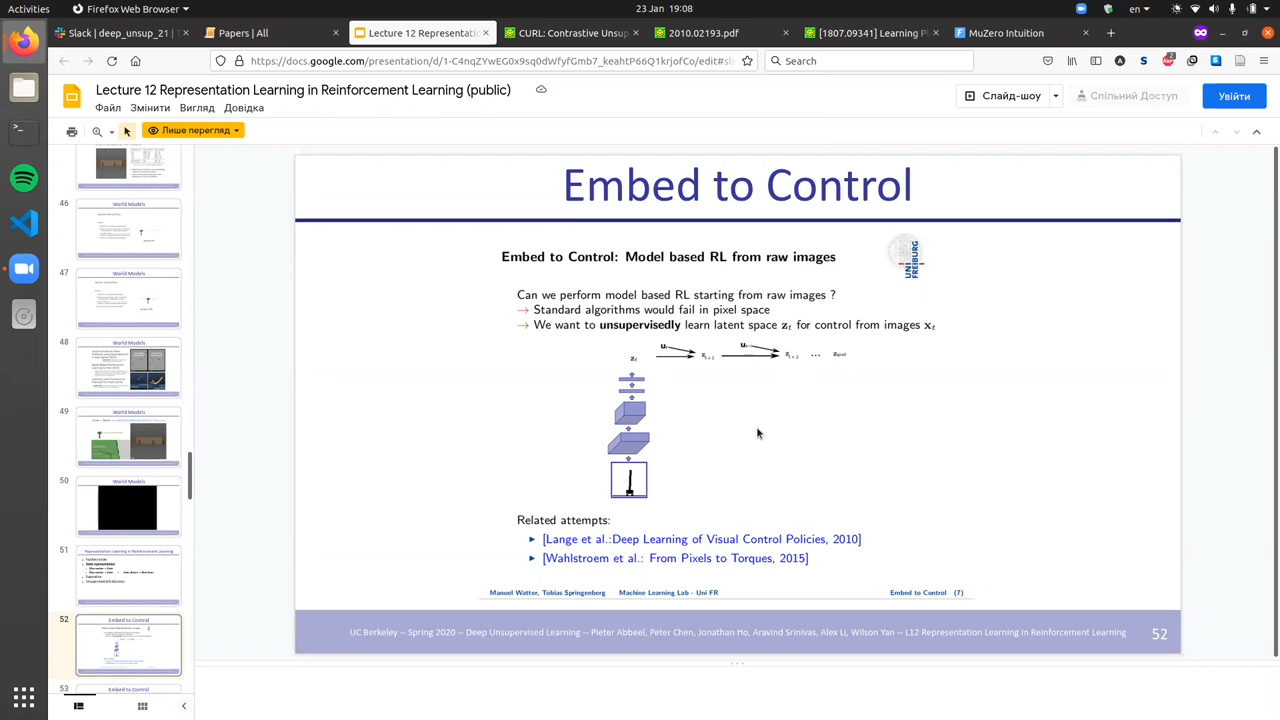 Activities
Firefox Web Browser
23 Jan 19:08
en
Slack | deep_unsup_21 | T
Papers | All
Lecture 12 Representatio
CURL: Contrastive Unsup
2010.02193.pdf
[1807.09341] Learning Pl
MuZero Intuition
https://docs.google.com/presentation/d/1-C4nqZYwEG0x9sq0dWfyfGmb7_keahtP66Q1krjofCo/edit#sli
Search
Lecture 12 Representation Learning in Reinforcement Learning (public)
Файл Змінити Вигляд Довідка
Слайд-шоу
Спільний Доступ
Увійти
Лише перегляд
46
World Models
47
World Models
48
World Models
49
World Models
50
World Models
51
Representation Learning in Reinforcement Learning
52
Embed to Control
53
Embed to Control
Embed to Control
Embed to Control: Model based RL from raw images
UNI
FREIBURG
Can we perform model based RL starting from raw images ?
→ Standard algorithms would fail in pixel space
→ We want to unsupervisedly learn latent space zₜ for control from images xₜ
Related attempts:
[Lange et al.:Deep Learning of Visual Control Policies, 2010]
[Wahlstroem et al.: From Pixels to Torques, 2015]
Manuel Watter, Tobias Springenberg Machine Learning Lab - Uni FR Embed to Control (7)
UC Berkeley -- Spring 2020 -- Deep Unsupervised Learning -- Pieter Abbeel, Peter Chen, Jonathan Ho, Aravind Srinivas, Alex Li, Wilson Yan -- L12 Representation Learning in Reinforcement Learning
52